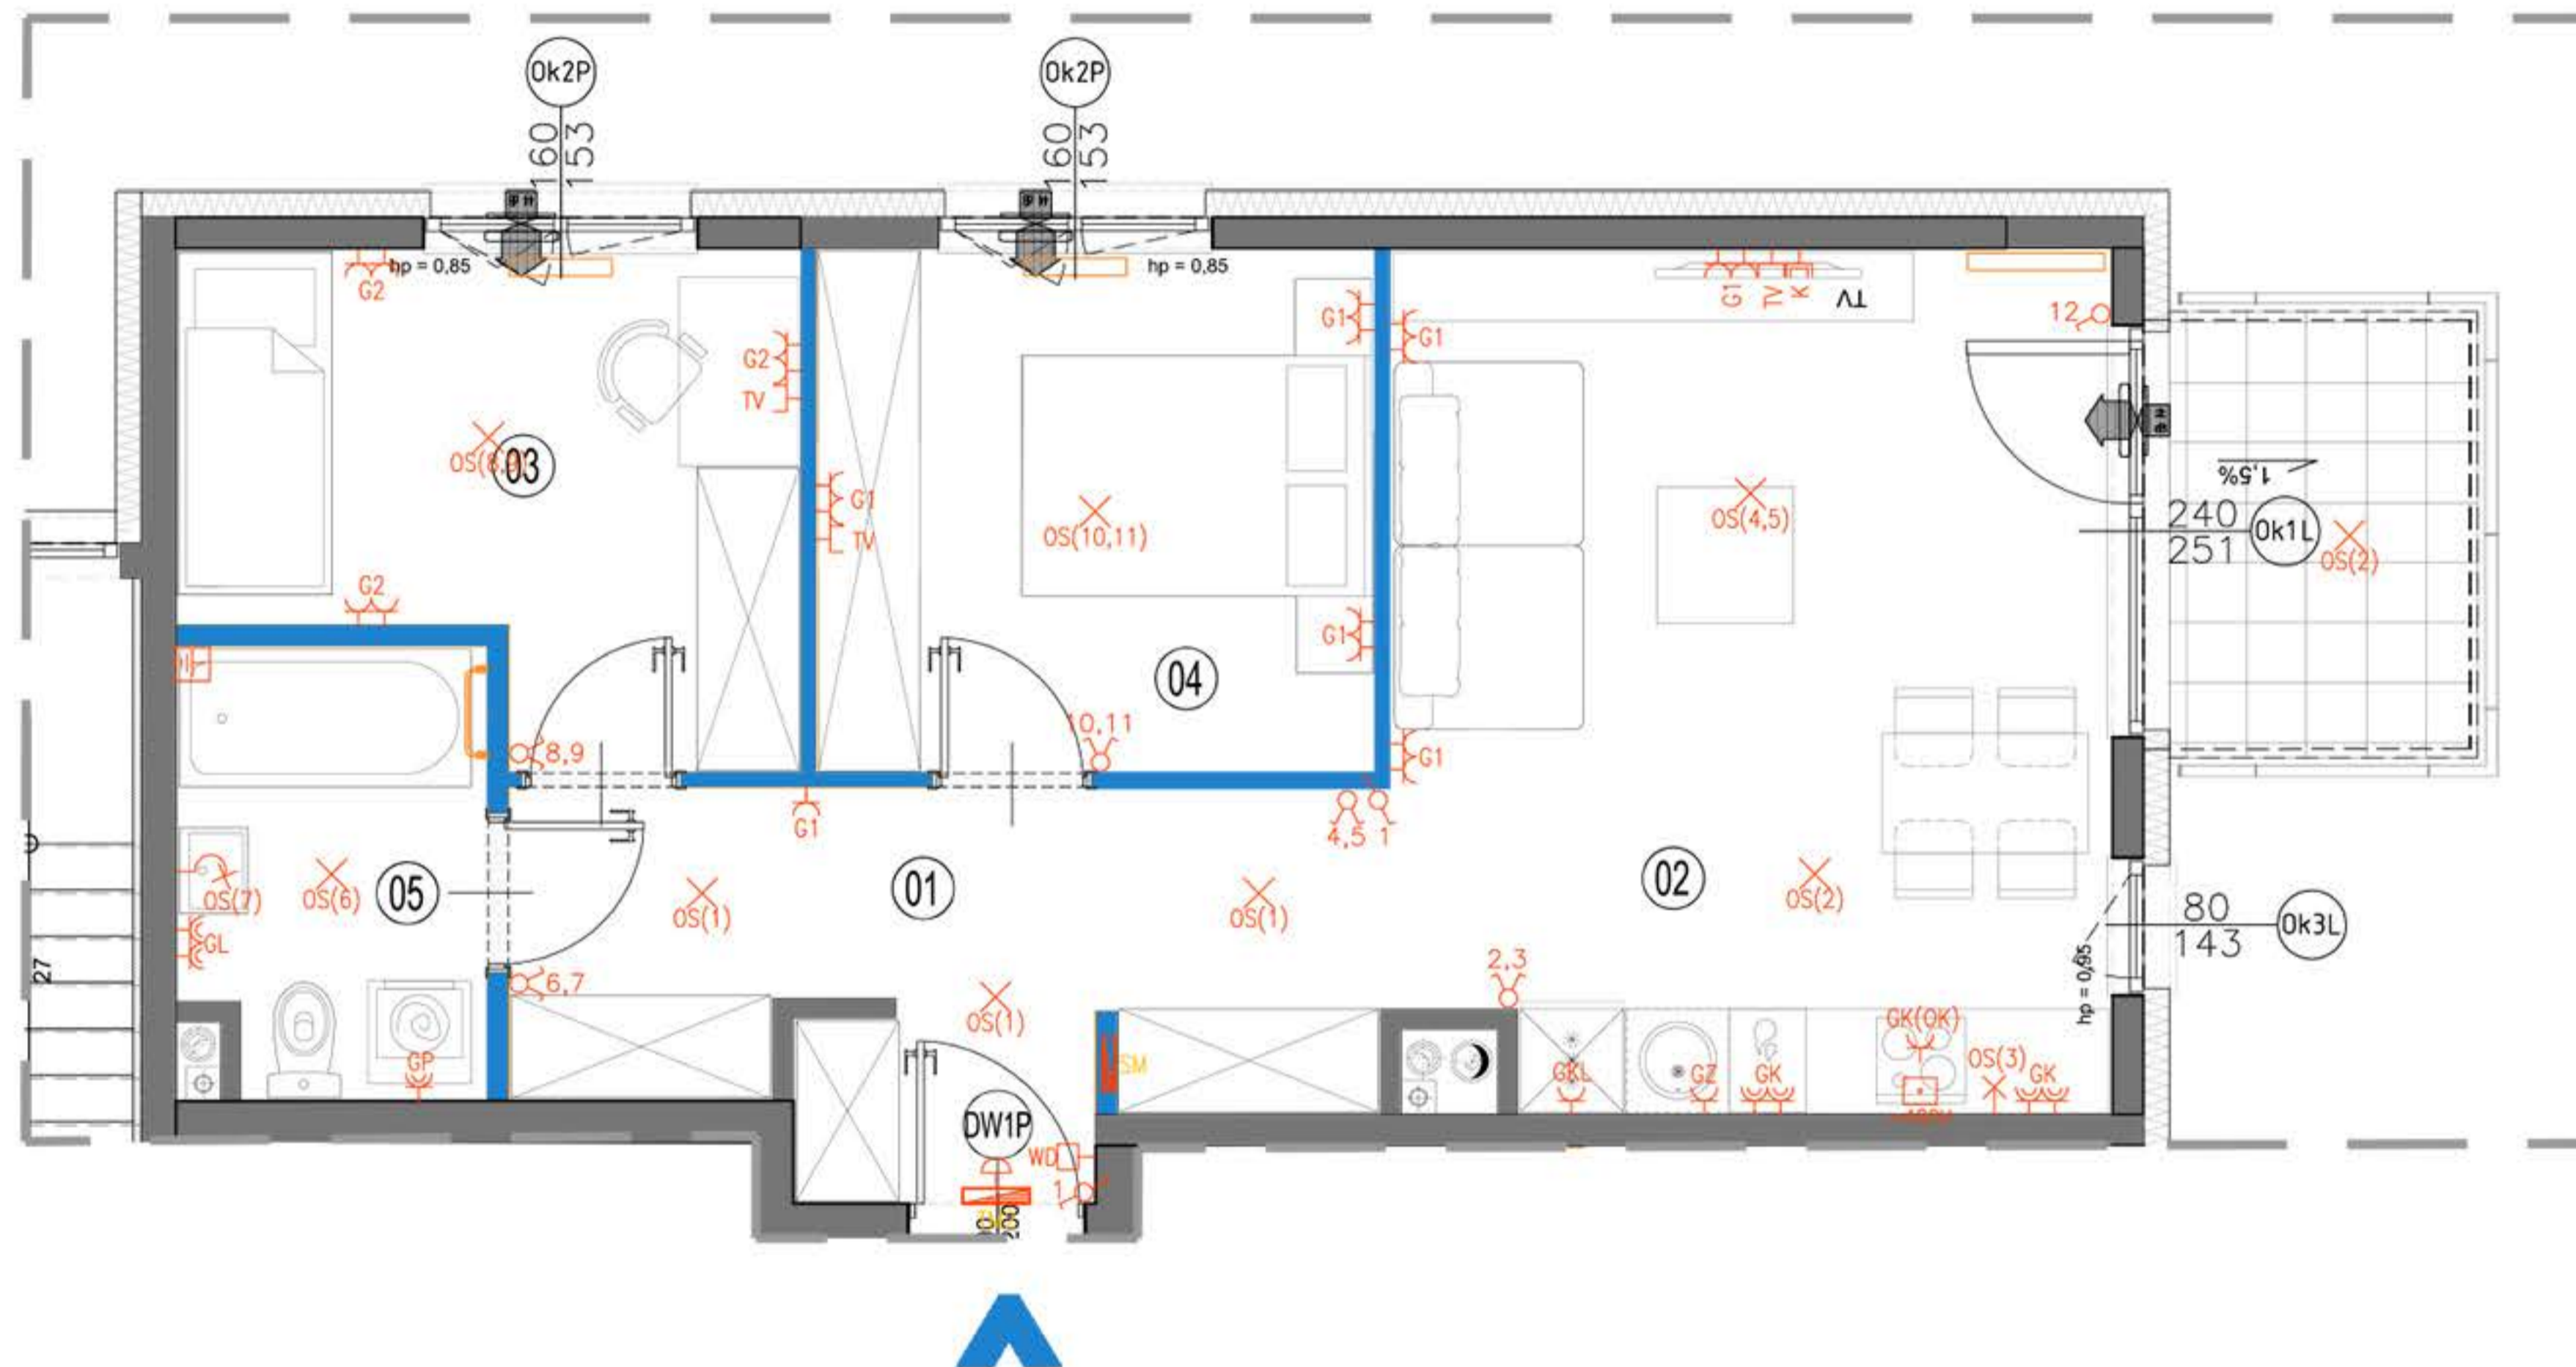 Ok2P
Ok2P
160
153
160
153
hp = 0,85
hp = 0,85
G2
G1
TV
K
TV
12
G1
G1
G2
TV
OS(8,9)
03
G1
TV
OS(10,11)
OS(4,5)
1,5%
240
251
Ok1L
OS(2)
G2
G1
04
10,11
8,9
G1
G1
4,5
1
OS(7)
OS(6)
05
OS(1)
01
OS(1)
02
OS(2)
80
143
Ok3L
hp = 0,95
GL
27
6,7
2,3
OS(1)
GK(OK)
OS(3)
GP
SM
GKL
GZ
GK
GK
DW1P
WD
1
200